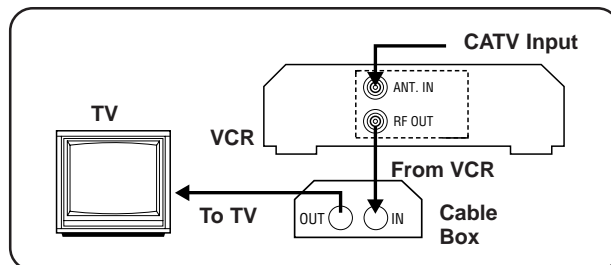 CATV Input
ANT. IN
TV
VCR
RF OUT
From VCR
To TV
OUT
IN
Cable
Box